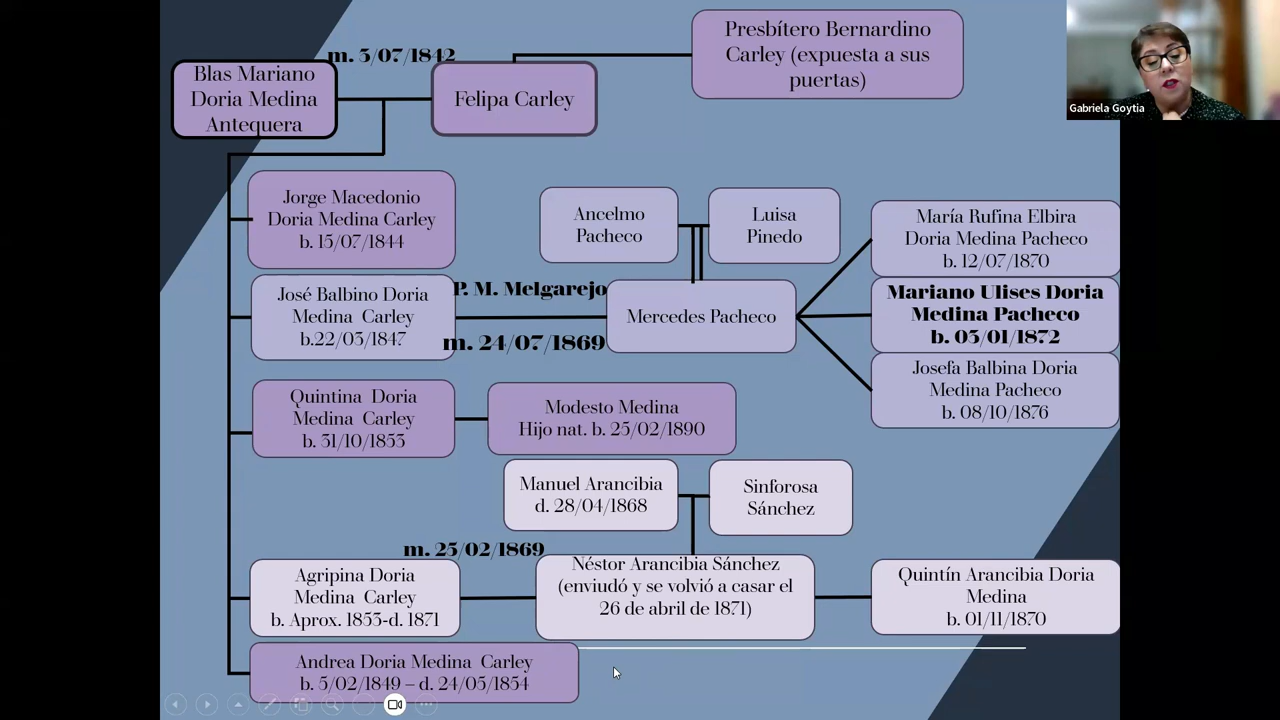 m. 5/07/1842
Presbítero Bernardino
Carley (expuesta a sus
puertas)
Blas Mariano
Doria Medina
Antequera
Felipa Carley
Gabriela Goytia
Jorge Macedonio
Doria Medina Carley
b. 15/07/1844
Ancelmo
Pacheco
Luisa
Pinedo
María Rufina Elbira
Doria Medina Pacheco
b. 12/07/1870
José Balbino Doria
Medina Carley
b.22/03/1847
P. M. Melgarejo
m. 24/07/1869
Mercedes Pacheco
Mariano Ulises Doria
Medina Pacheco
b. 03/01/1872
Josefa Balbina Doria
Medina Pacheco
b. 08/10/1876
Quintina Doria
Medina Carley
b. 31/10/1853
Modesto Medina
Hijo nat. b. 25/02/1890
Manuel Arancibia
d. 28/04/1868
Sinforosa
Sánchez
m. 25/02/1869
Agripina Doria
Medina Carley
b. Aprox. 1853-d. 1871
Néstor Arancibia Sánchez
(enviudó y se volvió a casar el
26 de abril de 1871)
Quintín Arancibia Doria
Medina
b. 01/11/1870
Andrea Doria Medina Carley
b. 5/02/1849 – d. 24/05/1854